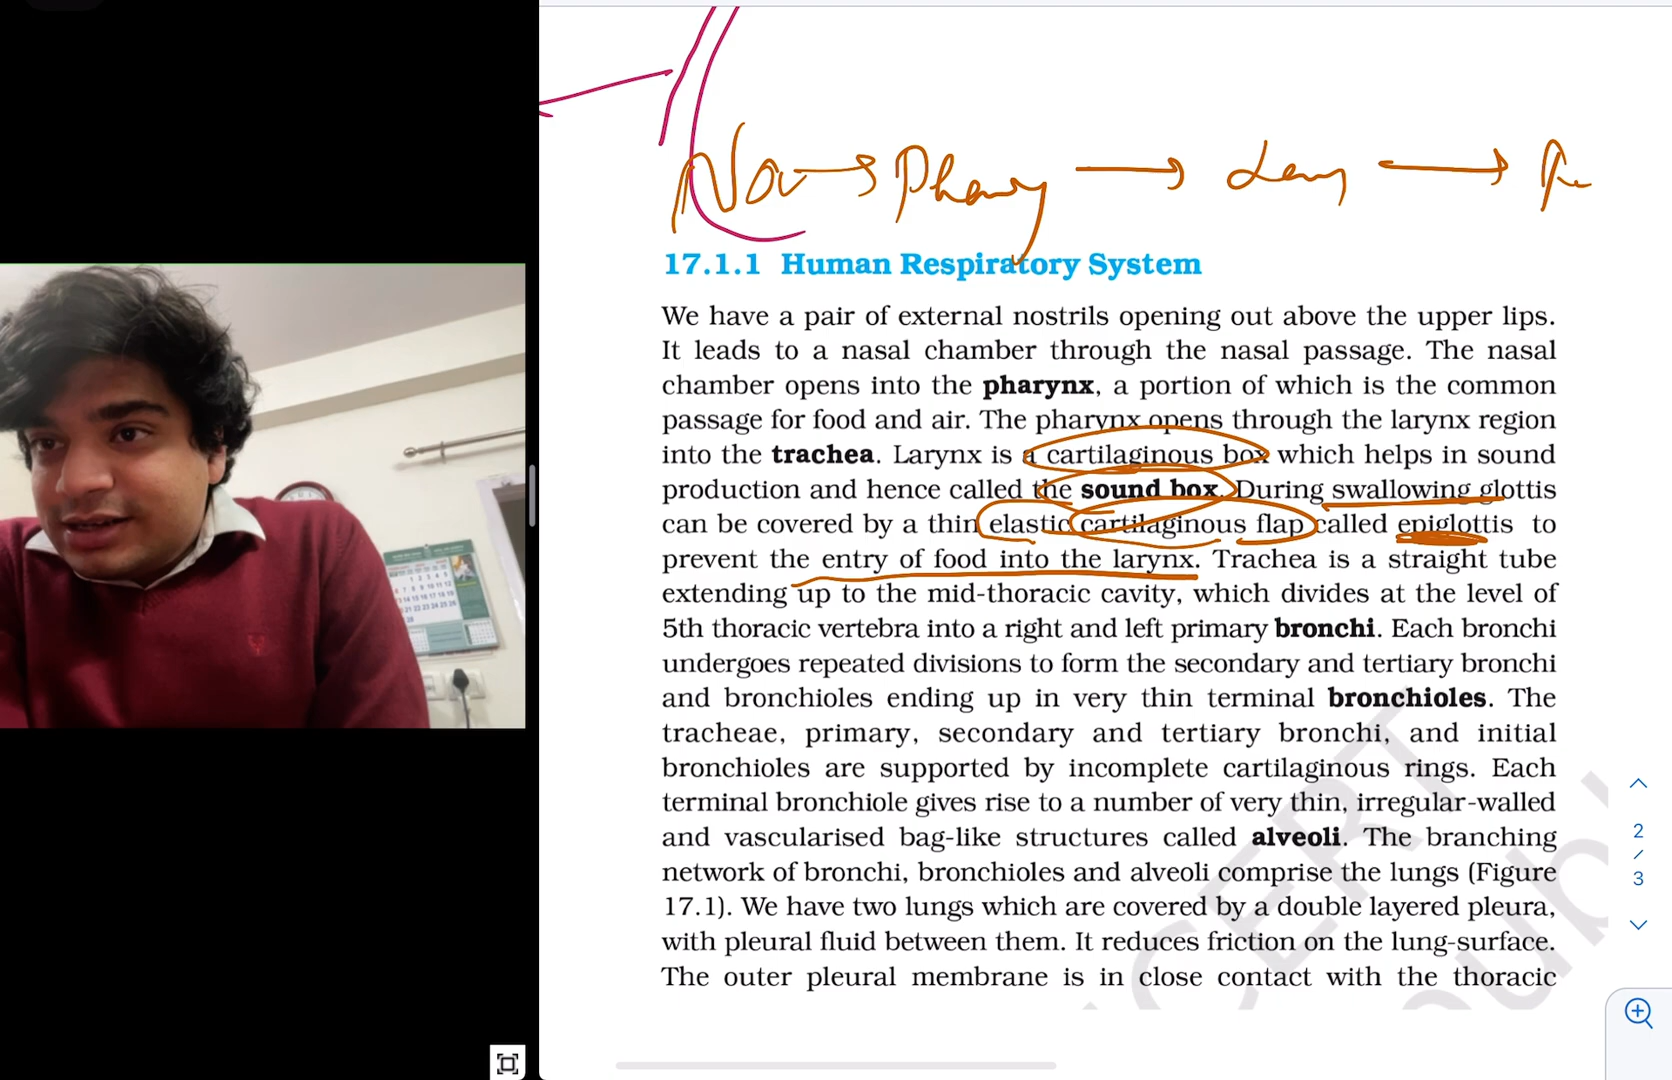 17.1.1 Human Respiratory System
We have a pair of external nostrils opening out above the upper lips.
It leads to a nasal chamber through the nasal passage. The nasal
chamber opens into the pharynx, a portion of which is the common
passage for food and air. The pharynx opens through the larynx region
into the trachea. Larynx is a cartilaginous box which helps in sound
production and hence called the sound box. During swallowing glottis
can be covered by a thin elastic cartilaginous flap called epiglottis to
prevent the entry of food into the larynx. Trachea is a straight tube
extending up to the mid-thoracic cavity, which divides at the level of
5th thoracic vertebra into a right and left primary bronchi. Each bronchi
undergoes repeated divisions to form the secondary and tertiary bronchi
and bronchioles ending up in very thin terminal bronchioles. The
tracheae, primary, secondary and tertiary bronchi, and initial
bronchioles are supported by incomplete cartilaginous rings. Each
terminal bronchiole gives rise to a number of very thin, irregular-walled
and vascularised bag-like structures called alveoli. The branching
network of bronchi, bronchioles and alveoli comprise the lungs (Figure
17.1). We have two lungs which are covered by a double layered pleura,
with pleural fluid between them. It reduces friction on the lung-surface.
The outer pleural membrane is in close contact with the thoracic
2
/
3